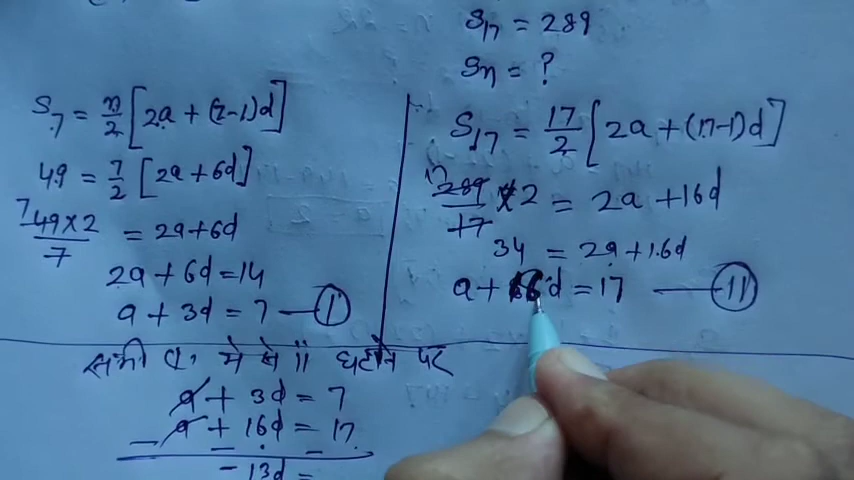 S₁₇ = 289
Sn = ?
S₇ = n/2 [2a + (7-1)d]
49 = 7/2 [2a + 6d]
7 49×2/7 = 2a+6d
2a + 6d = 14
a + 3d = 7 — I
S₁₇ = 17/2 [2a + (17-1)d]
17 289/17 × 2 = 2a + 16d
34 = 2a + 16d
a + d = 17 — II
समी I में से II घटाने पर
a + 3d = 7
- a + 16d = 17
- -
-13d =